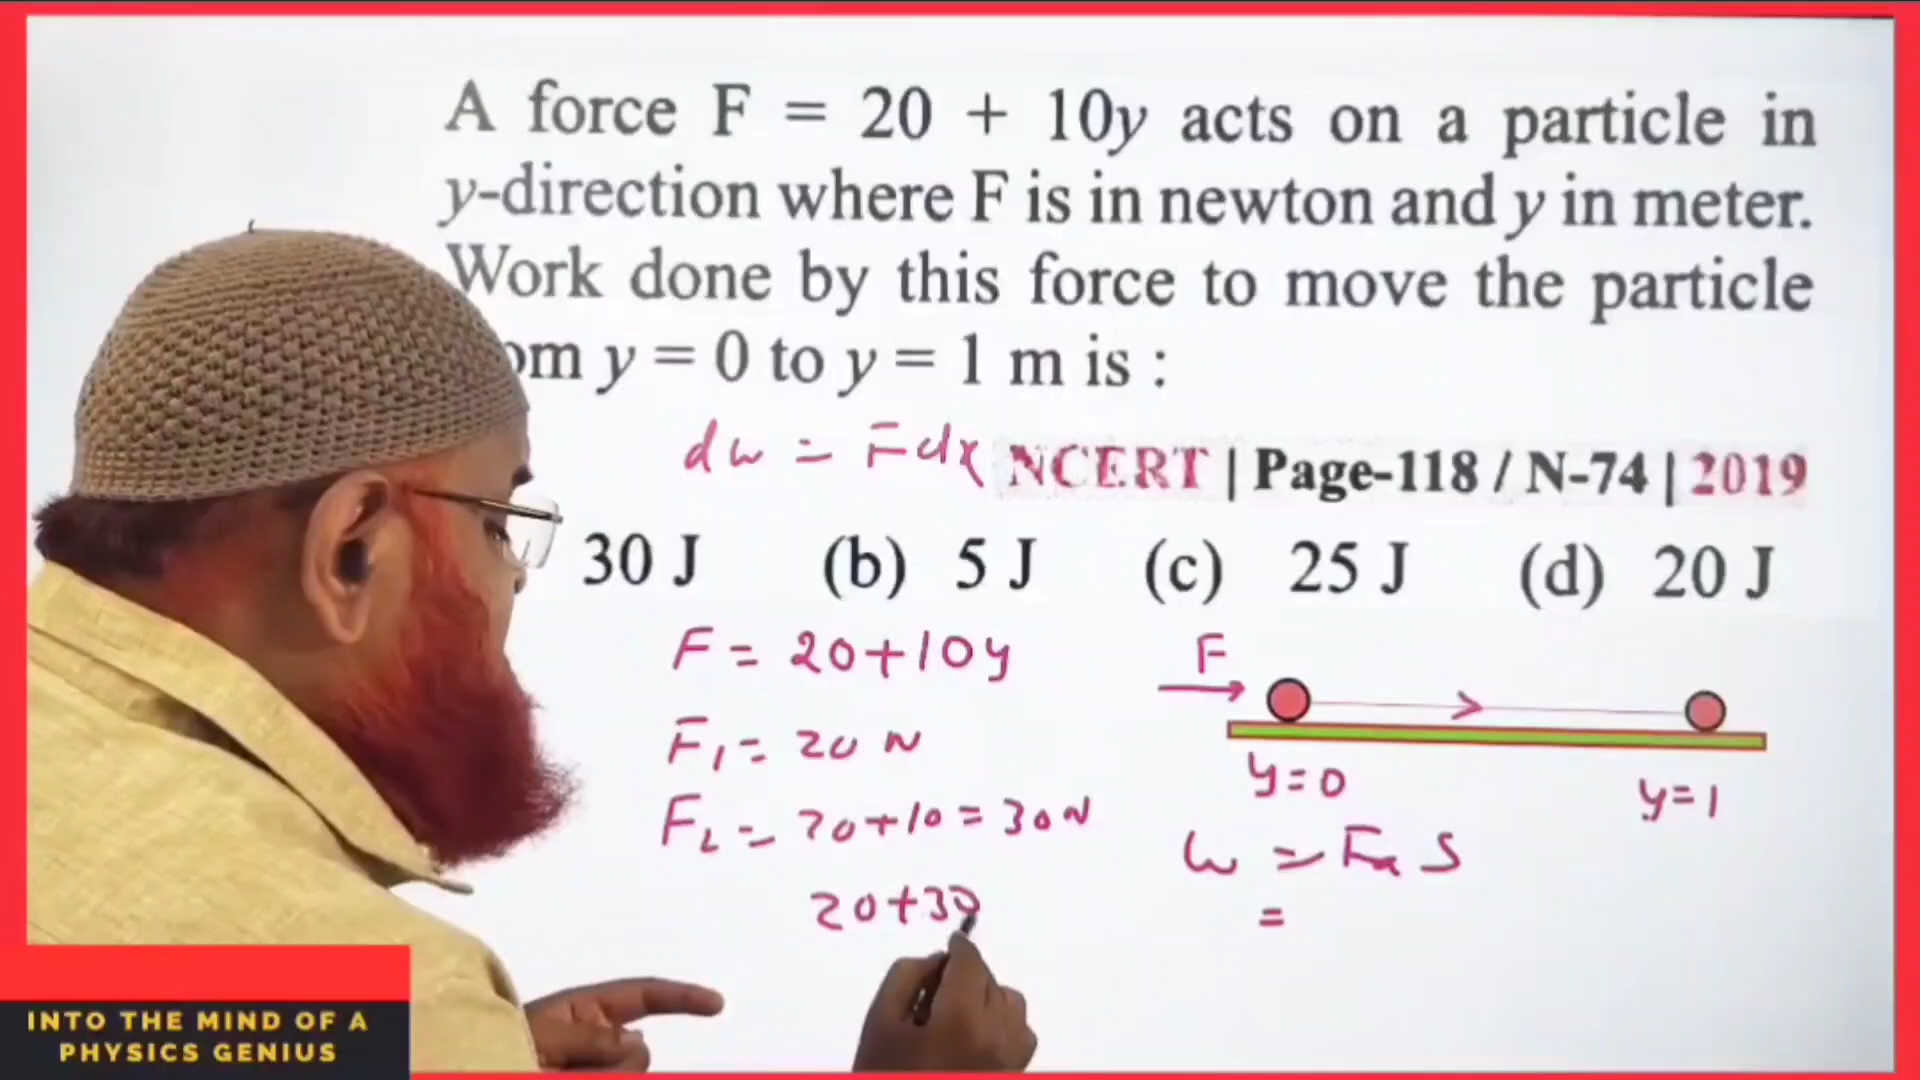 A force F = 20 + 10y acts on a particle in
y-direction where F is in newton and y in meter.
Work done by this force to move the particle
om y = 0 to y = 1 m is :
dw = Fdx
NCERT | Page-118 / N-74 | 2019
30 J (b) 5 J (c) 25 J (d) 20 J
F = 20+10y
F₁ = 20 N
F₂ = 20+10 = 30N
20+30
F
y=0
y=1
W = Fₐ S
=
INTO THE MIND OF A
PHYSICS GENIUS